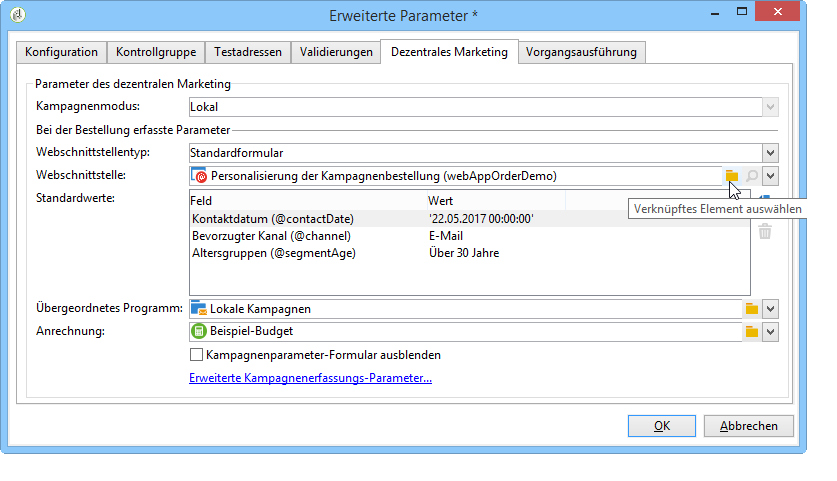 Erweiterte Parameter *
Konfiguration Kontrollgruppe Testadressen Validierungen Dezentrales Marketing Vorgangsausführung
Parameter des dezentralen Marketing
Kampagnenmodus: Lokal
Bei der Bestellung erfasste Parameter
Webschnittstellentyp: Standardformular
Webschnittstelle: Personalisierung der Kampagnenbestellung (webAppOrderDemo)
Standardwerte: Feld Wert
Verknüpftes Element auswählen
Kontaktdatum (@contactDate) '22.05.2017 00:00:00'
Bevorzugter Kanal (@channel) E-Mail
Altersgruppen (@segmentAge) Über 30 Jahre
Übergeordnetes Programm: Lokale Kampagnen
Anrechnung: Beispiel-Budget
Kampagnenparameter-Formular ausblenden
Erweiterte Kampagnenerfassungs-Parameter...
OK Abbrechen